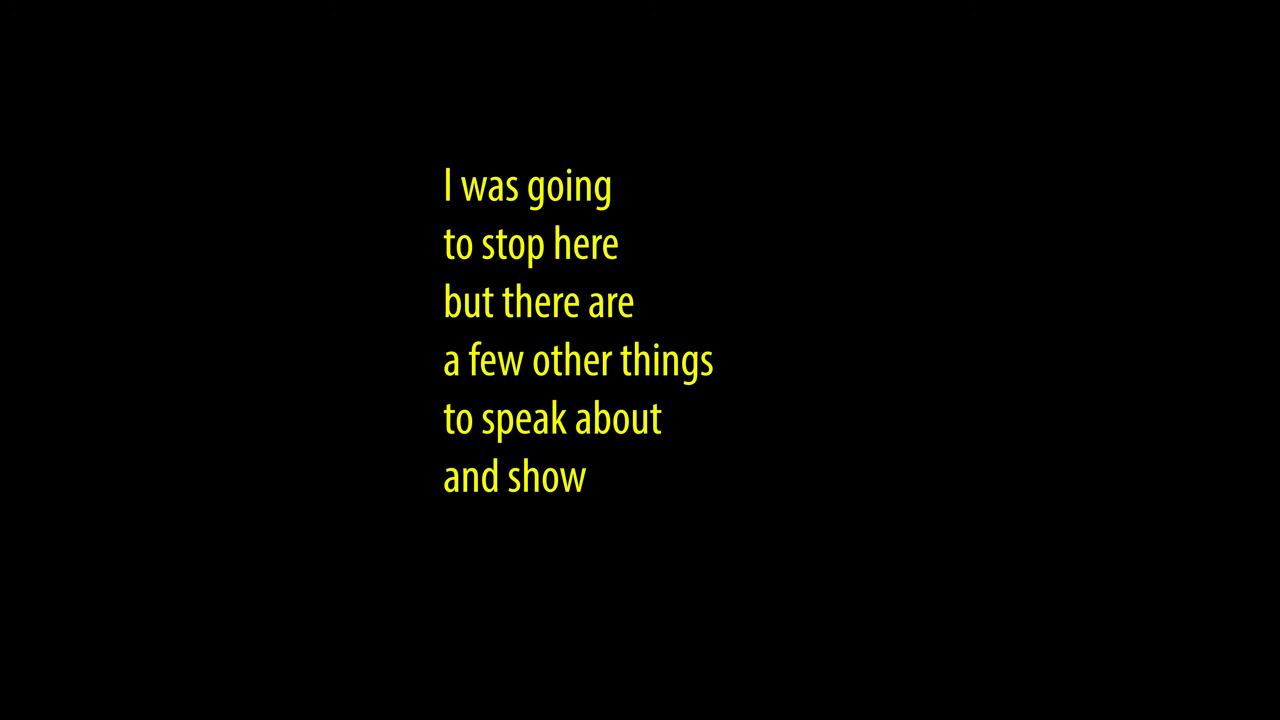 I was going
to stop here
but there are
a few other things
to speak about
and show